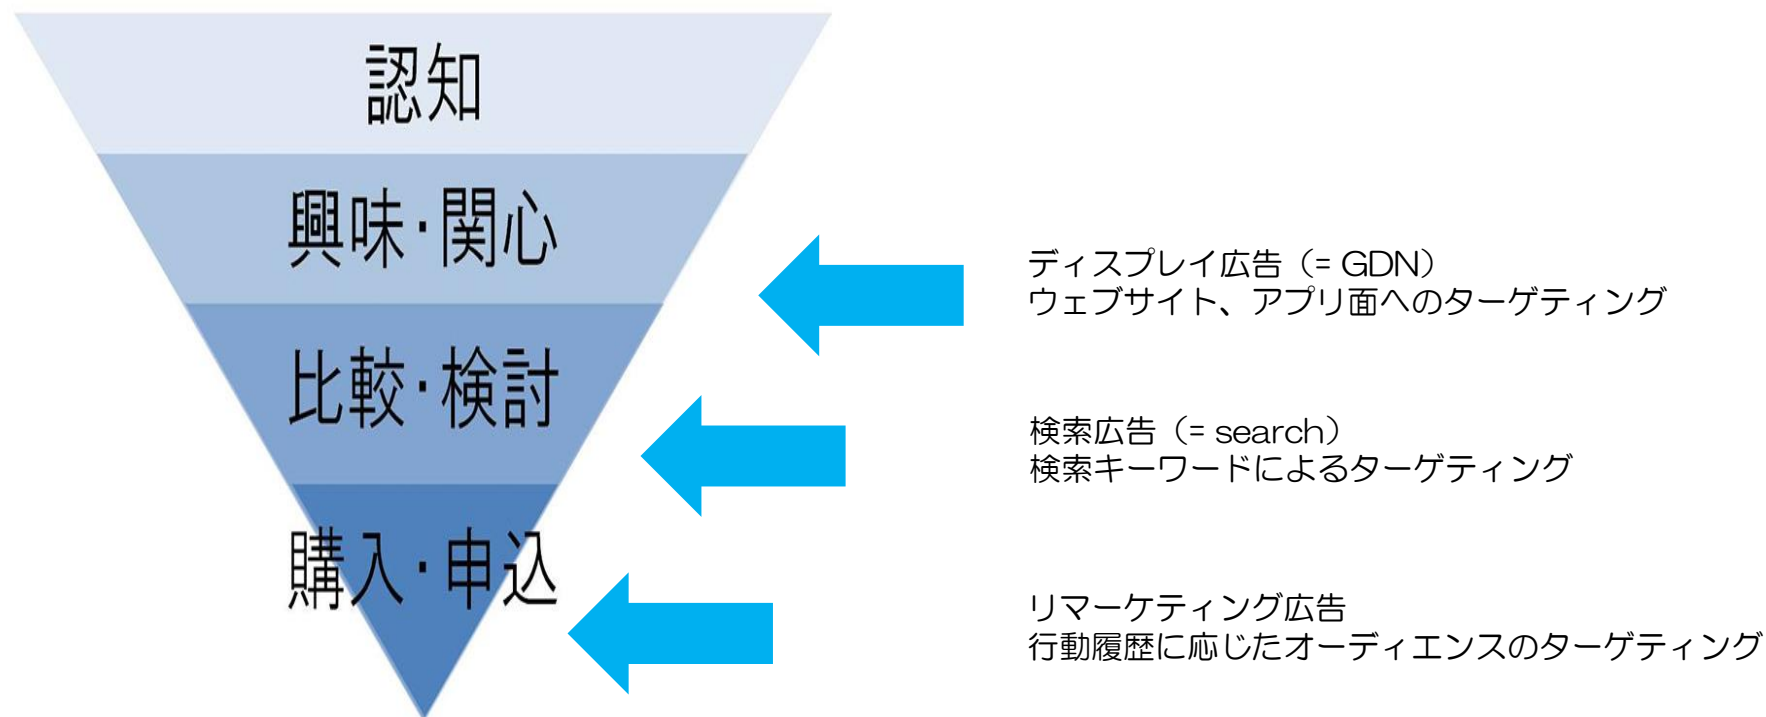 認知
興味・関心
比較・検討
購入・申込
ディスプレイ広告（= GDN）
ウェブサイト、アプリ面へのターゲティング
検索広告（= search）
検索キーワードによるターゲティング
リマーケティング広告
行動履歴に応じたオーディエンスのターゲティング